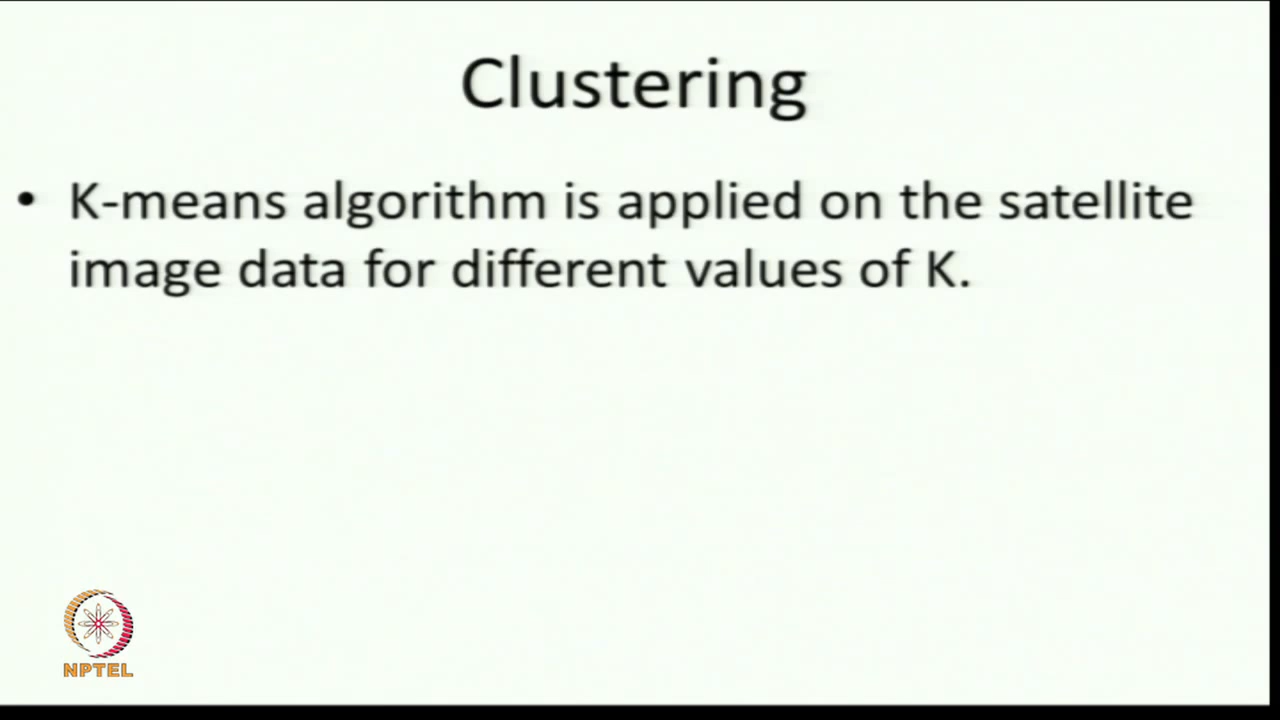 Clustering
• K-means algorithm is applied on the satellite
image data for different values of K.
NPTEL